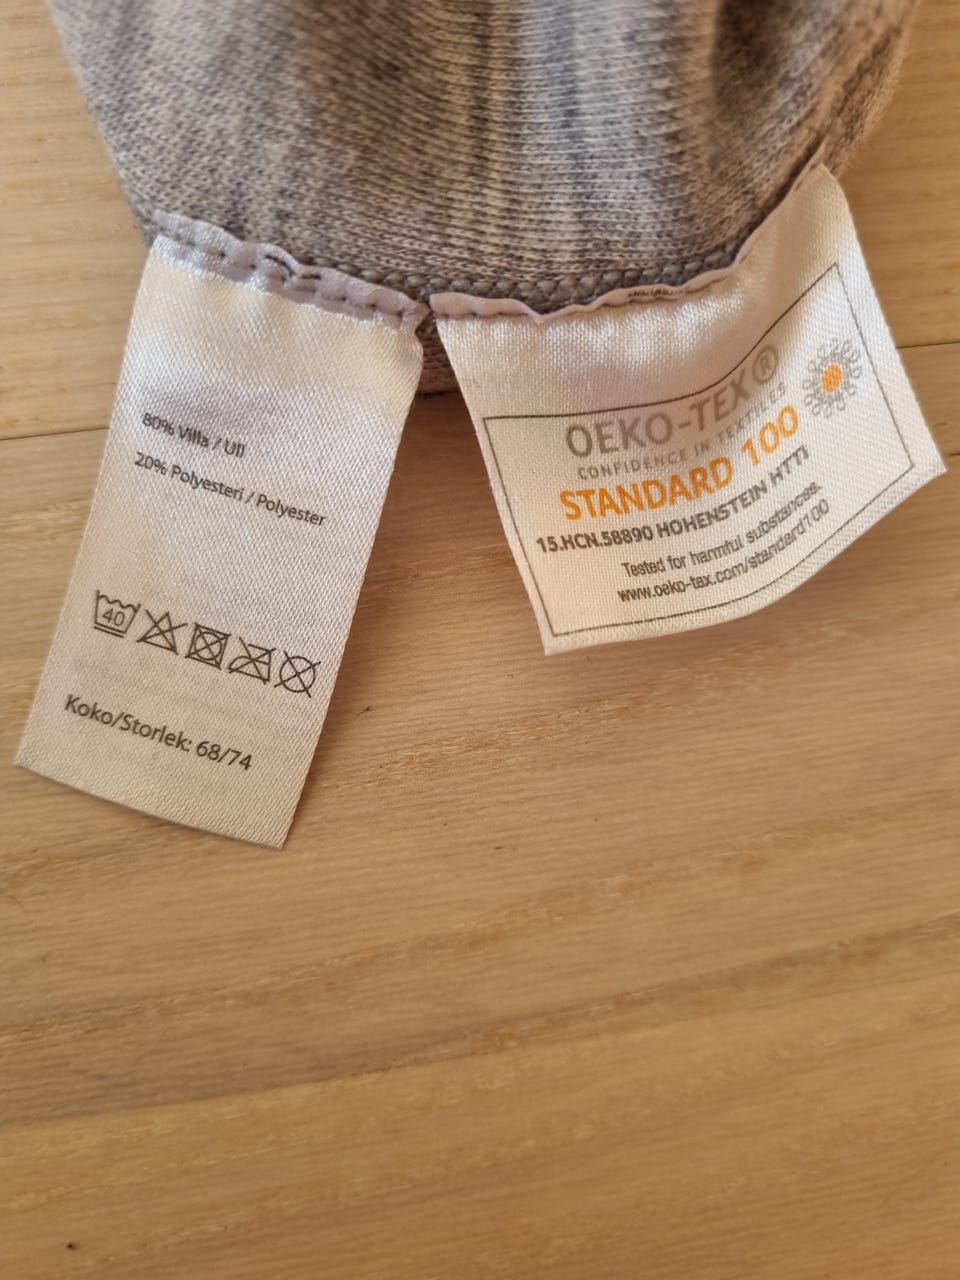 80% Villa / Ull
20% Polyesteri / Polyester
40
Koko/Storlek: 68/74
OEKO-TEX®
CONFIDENCE IN TEXTILES
STANDARD 100
15.HCN.58890 HOHENSTEIN HTTI
Tested for harmful substances.
www.oeko-tex.com/standard100